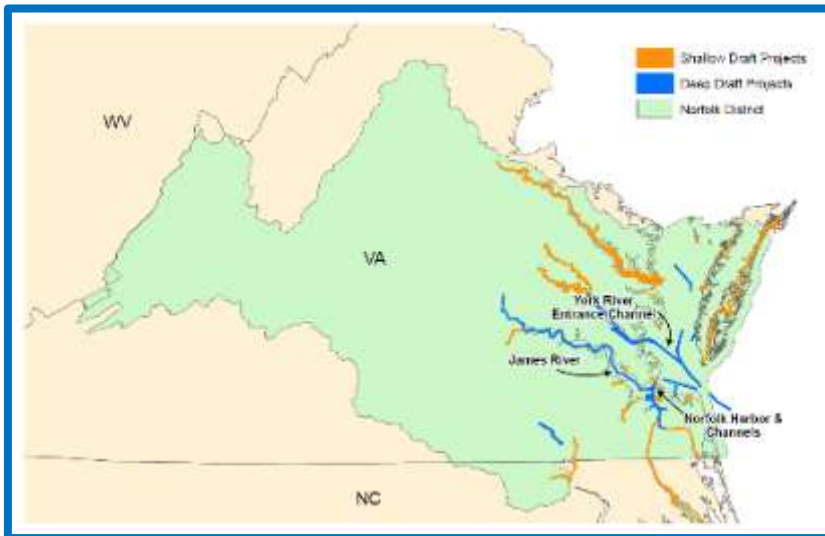 Shallow Draft Projects
Deep Draft Projects
Norfolk District
WV
VA
York River
Entrance Channel
James River
Norfolk Harbor &
Channels
NC